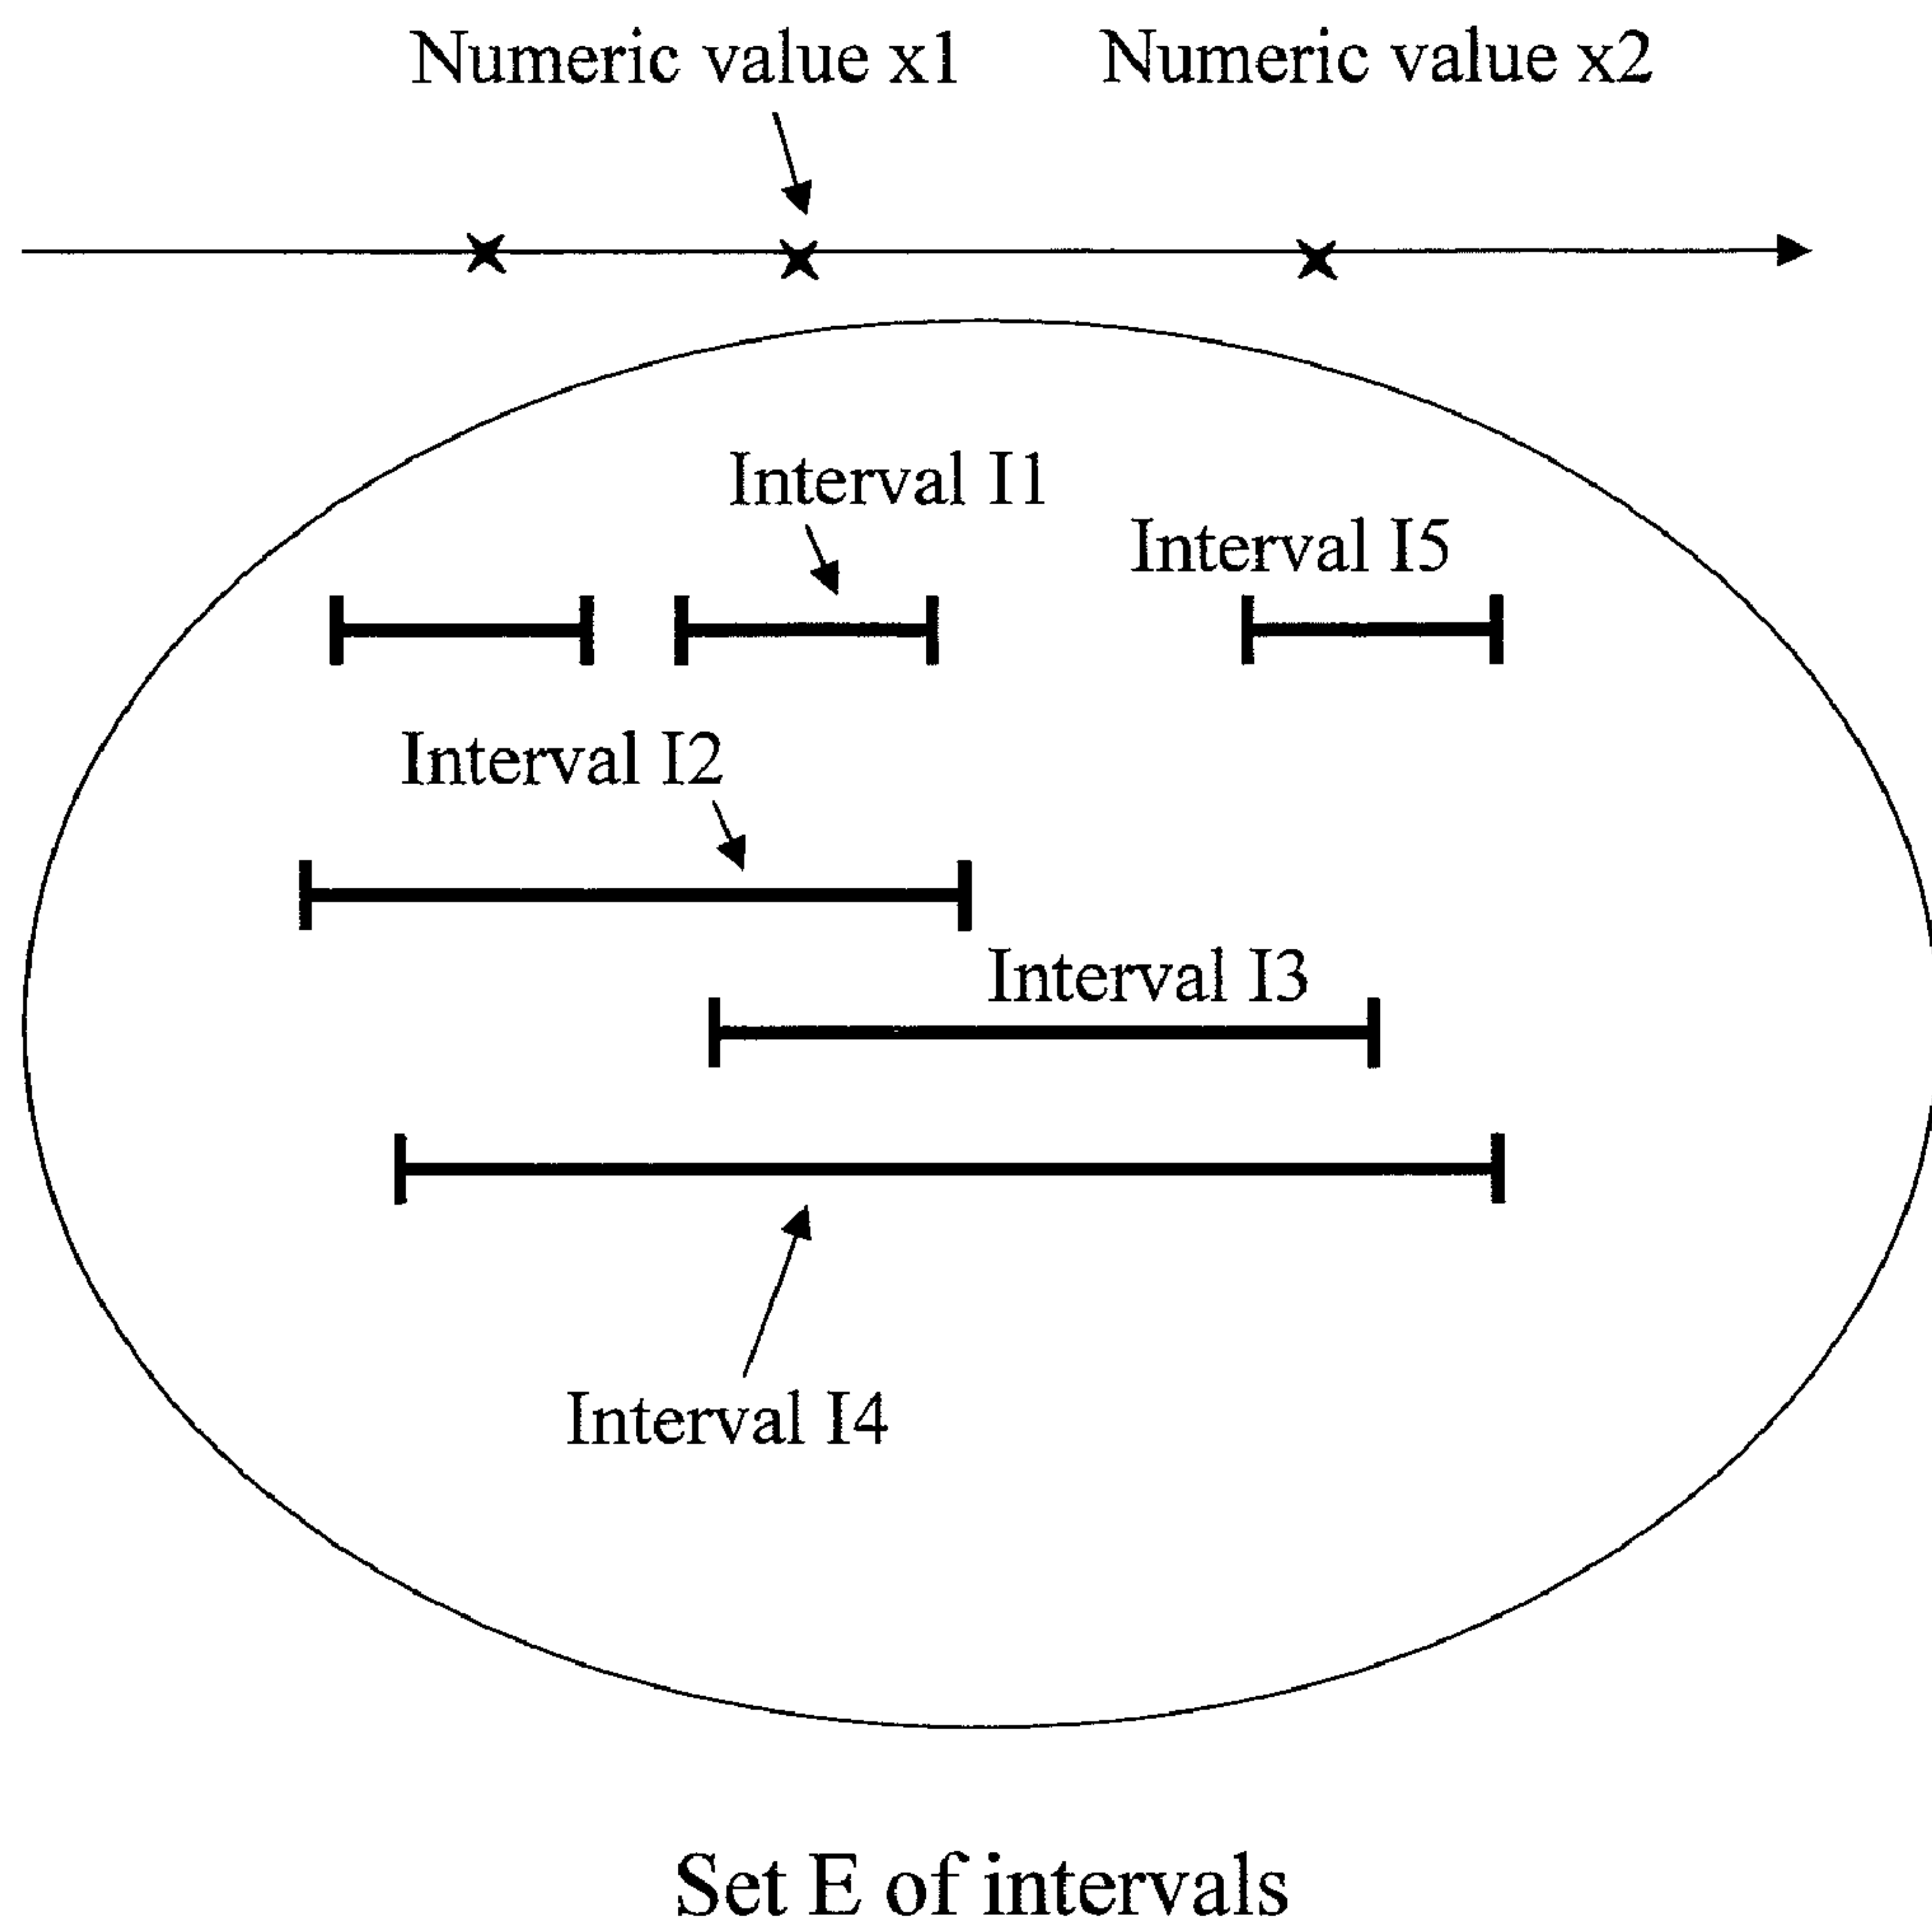 Numeric value x1 Numeric value x2
Interval I1
Interval I5
Interval I2
Interval I3
Interval I4
Set E of intervals